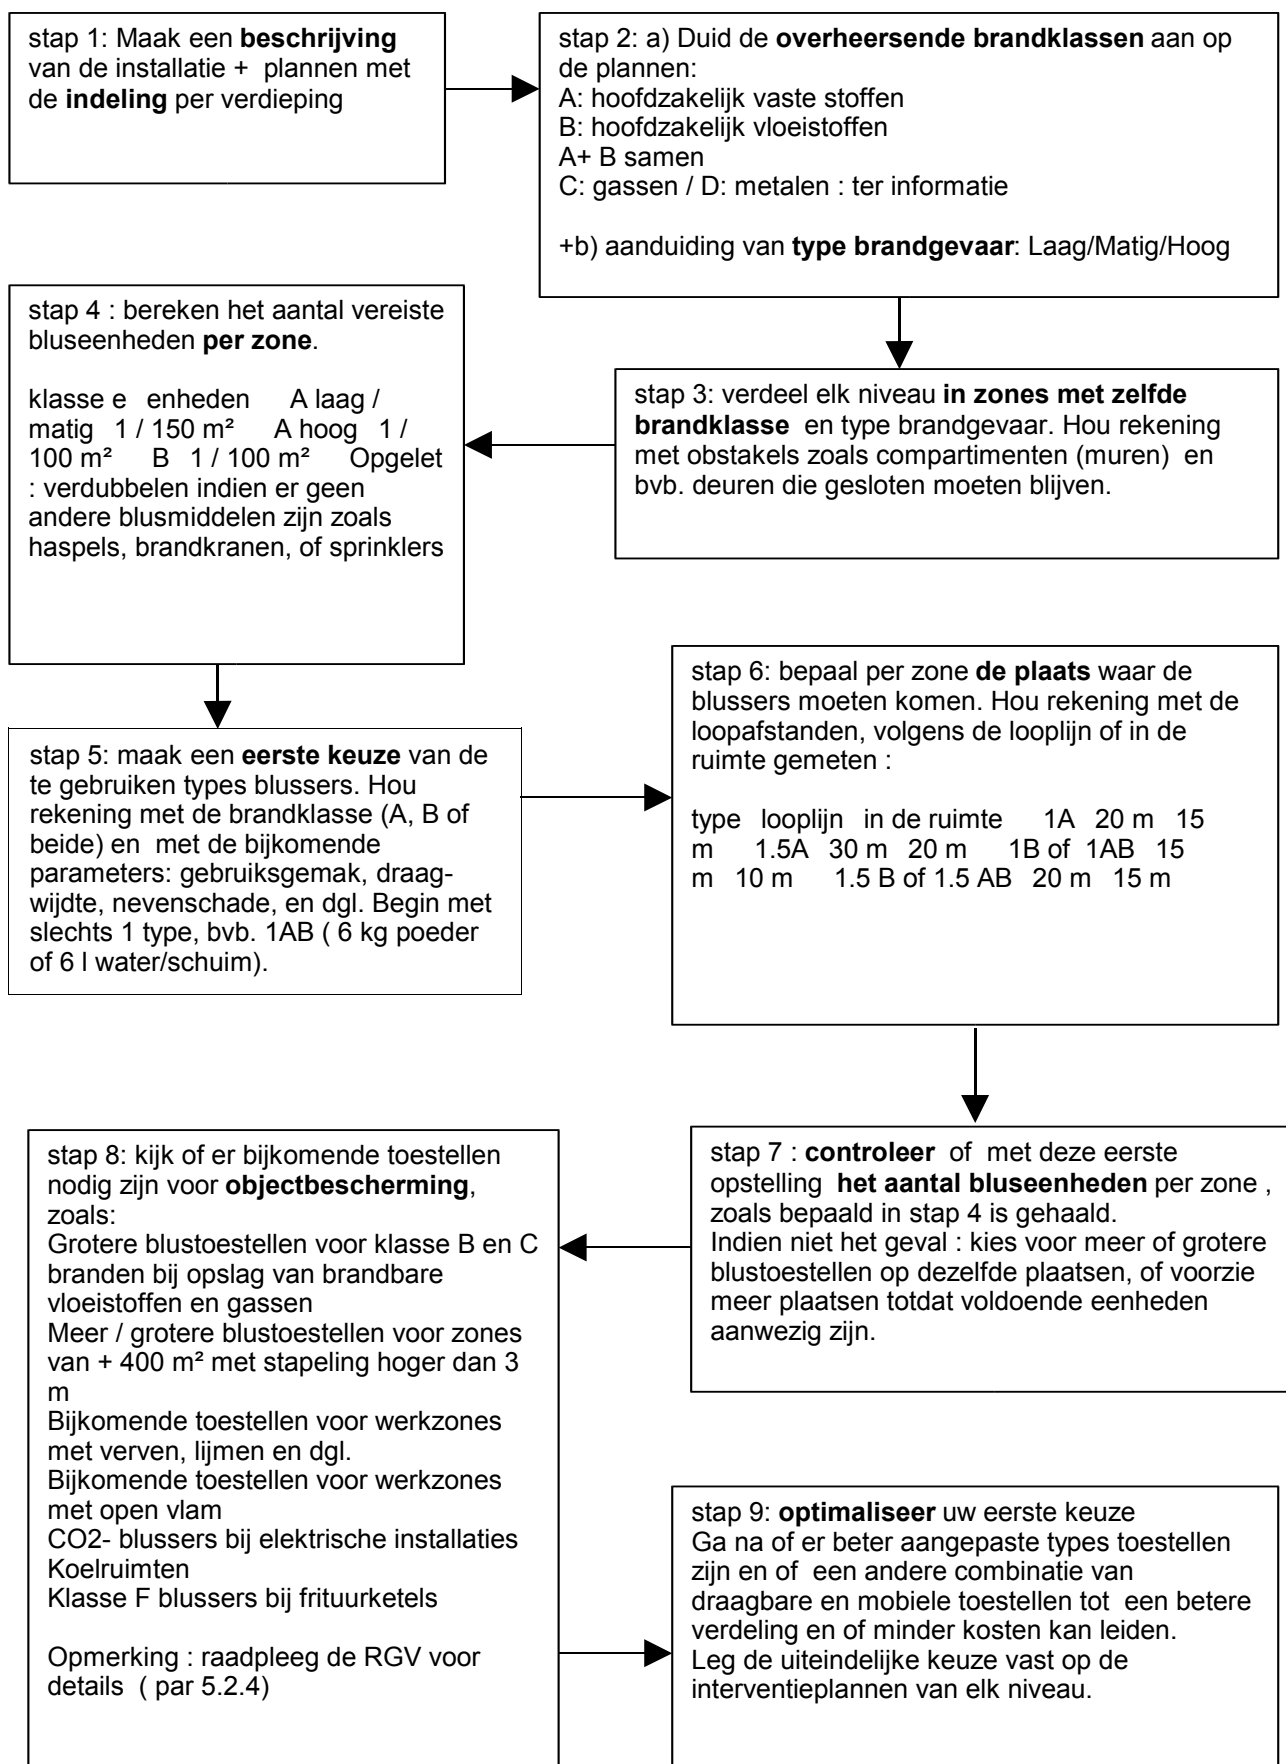 stap 1: Maak een beschrijving
van de installatie + plannen met
de indeling per verdieping
stap 2: a) Duid de overheersende brandklassen aan op
de plannen:
A: hoofdzakelijk vaste stoffen
B: hoofdzakelijk vloeistoffen
A+ B samen
C: gassen / D: metalen : ter informatie
+b) aanduiding van type brandgevaar: Laag/Matig/Hoog
stap 3: verdeel elk niveau in zones met zelfde
brandklasse en type brandgevaar. Hou rekening
met obstakels zoals compartimenten (muren) en
bvb. deuren die gesloten moeten blijven.
stap 4 : bereken het aantal vereiste
bluseenheden per zone.
klasse e enheden A laag /
matig 1 / 150 m² A hoog 1 /
100 m² B 1 / 100 m² Opgelet
: verdubbelen indien er geen
andere blusmiddelen zijn zoals
haspels, brandkranen, of sprinklers
stap 5: maak een eerste keuze van de
te gebruiken types blussers. Hou
rekening met de brandklasse (A, B of
beide) en met de bijkomende
parameters: gebruiksgemak, draag-
wijdte, nevenschade, en dgl. Begin met
slechts 1 type, bvb. 1AB ( 6 kg poeder
of 6 l water/schuim).
stap 6: bepaal per zone de plaats waar de
blussers moeten komen. Hou rekening met de
loopafstanden, volgens de looplijn of in de
ruimte gemeten :
type looplijn in de ruimte 1A 20 m 15
m 1.5A 30 m 20 m 1B of 1AB 15
m 10 m 1.5 B of 1.5 AB 20 m 15 m
stap 7 : controleer of met deze eerste
opstelling het aantal bluseenheden per zone ,
zoals bepaald in stap 4 is gehaald.
Indien niet het geval : kies voor meer of grotere
blustoestellen op dezelfde plaatsen, of voorzie
meer plaatsen totdat voldoende eenheden
aanwezig zijn.
stap 8: kijk of er bijkomende toestellen
nodig zijn voor objectbescherming,
zoals:
Grotere blustoestellen voor klasse B en C
branden bij opslag van brandbare
vloeistoffen en gassen
Meer / grotere blustoestellen voor zones
van + 400 m² met stapeling hoger dan 3
m
Bijkomende toestellen voor werkzones
met verven, lijmen en dgl.
Bijkomende toestellen voor werkzones
met open vlam
CO2- blussers bij elektrische installaties
Koelruimten
Klasse F blussers bij frituurketels
Opmerking : raadpleeg de RGV voor
details ( par 5.2.4)
stap 9: optimaliseer uw eerste keuze
Ga na of er beter aangepaste types toestellen
zijn en of een andere combinatie van
draagbare en mobiele toestellen tot een betere
verdeling en of minder kosten kan leiden.
Leg de uiteindelijke keuze vast op de
interventieplannen van elk niveau.